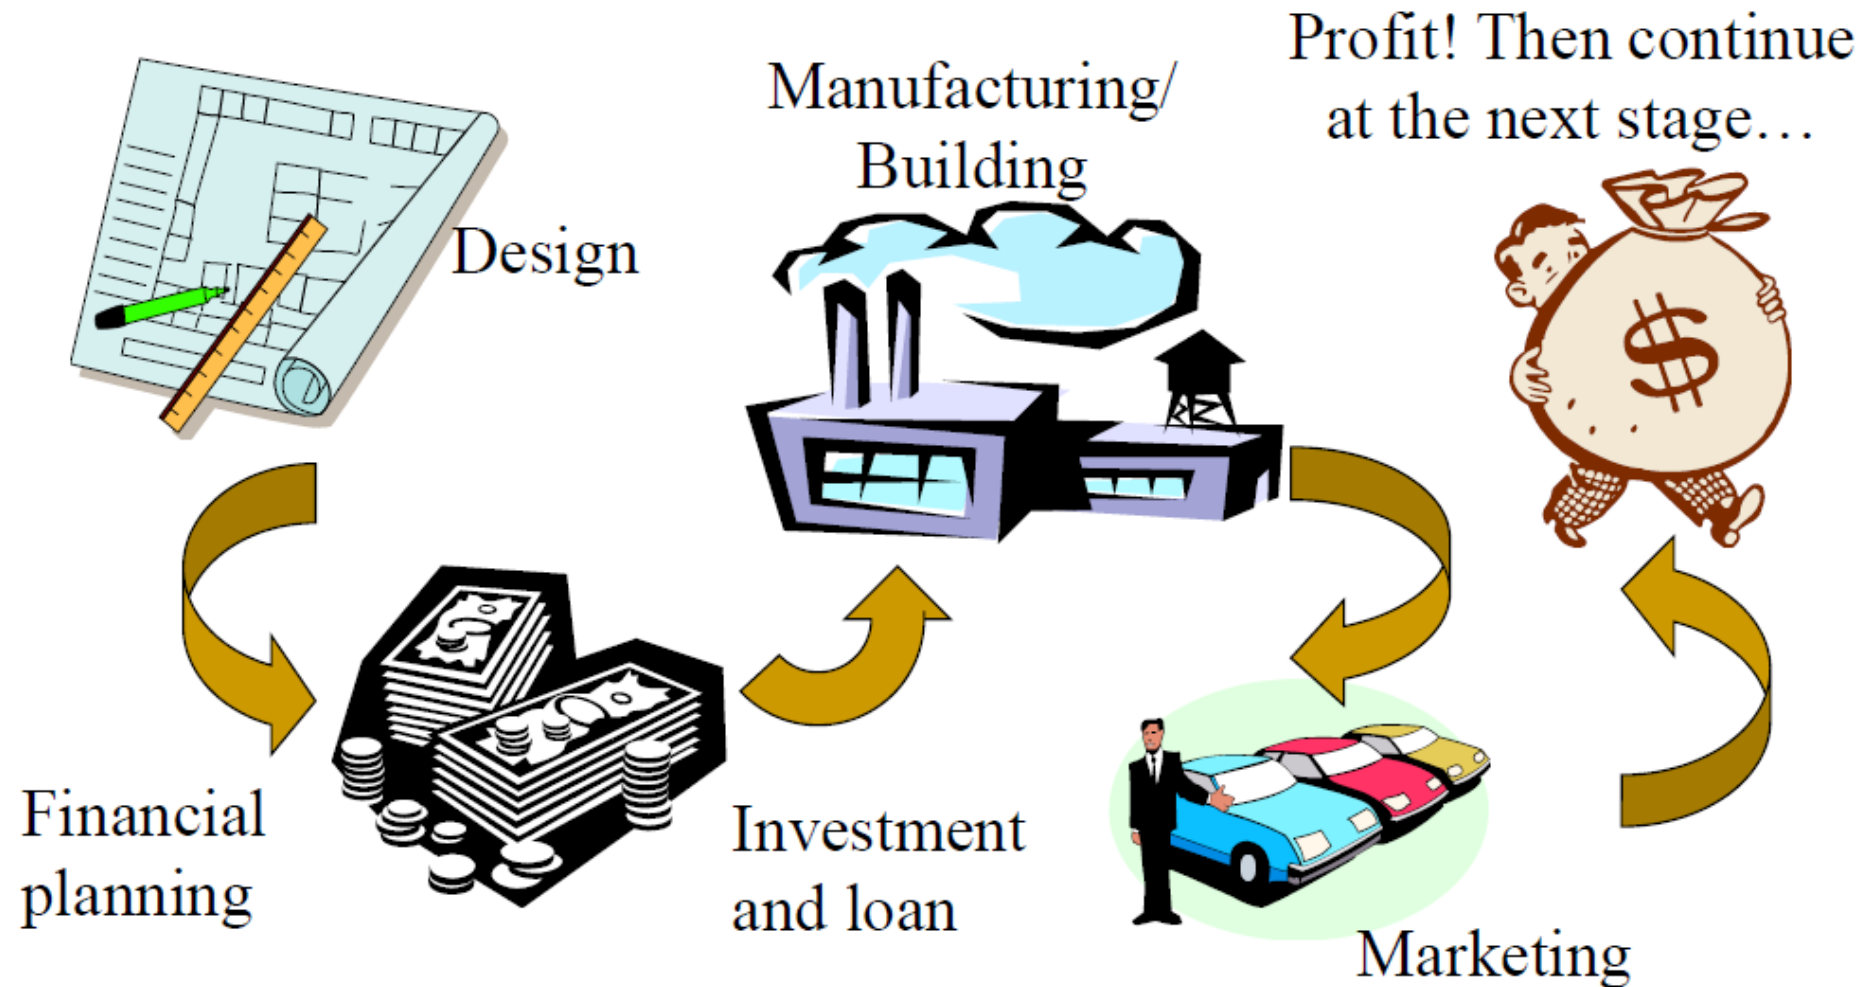 Design
Financial
planning
Investment
and loan
Manufacturing/
Building
Marketing
Profit! Then continue
at the next stage…
$